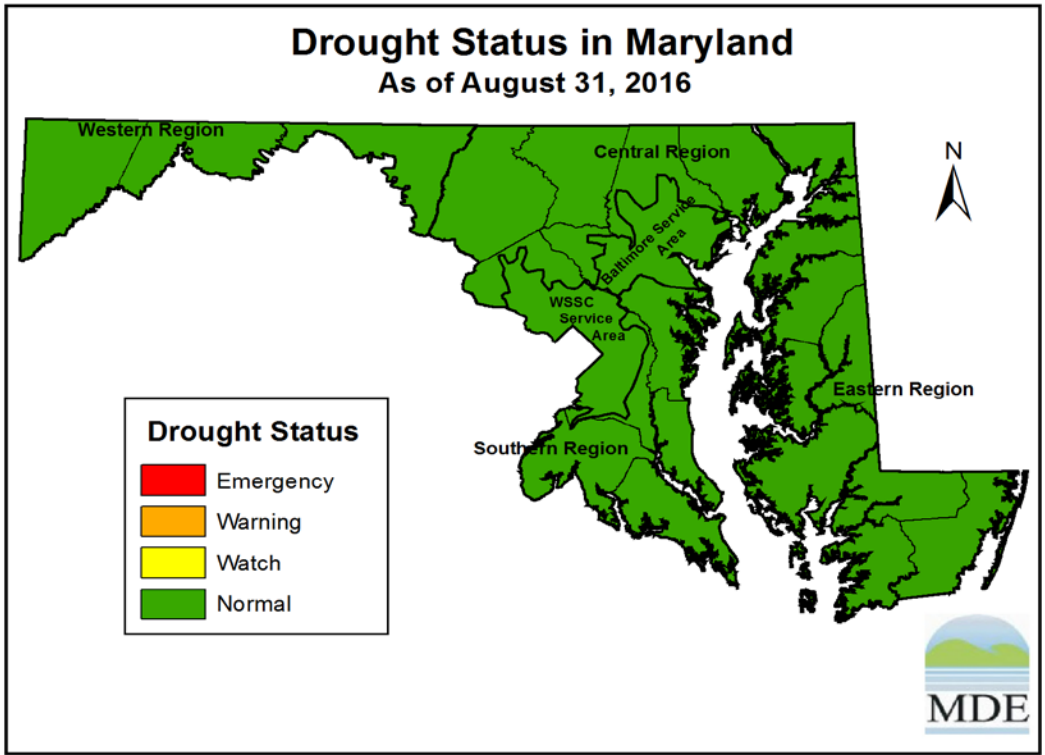 Drought Status in Maryland
As of August 31, 2016
Western Region
Central Region
N
Baltimore Service
Area
WSSC
Service
Area
Eastern Region
Southern Region
Drought Status
Emergency
Warning
Watch
Normal
MDE